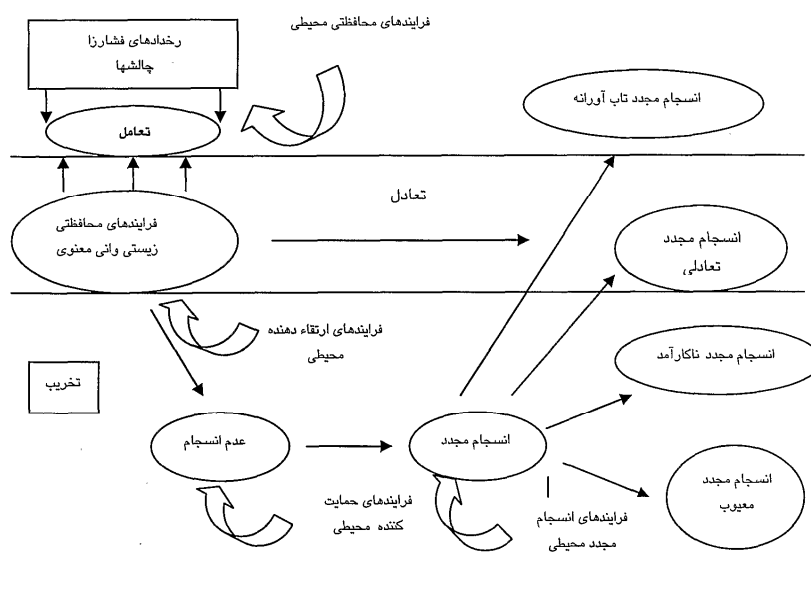 فرایندهای محافظتی محیطی
رخدادهای فشارزا
چالشها
تعامل
انسجام مجدد تاب آورانه
تعادل
فرایندهای محافظتی
زیستی وانی معنوی
انسجام مجدد
تعادلی
فرایندهای ارتقاء دهنده
محیطی
انسجام مجدد ناکارآمد
تخریب
عدم انسجام
انسجام مجدد
انسجام مجدد
معیوب
فرایندهای حمایت
کننده محیطی
فرایندهای انسجام
مجدد محیطی